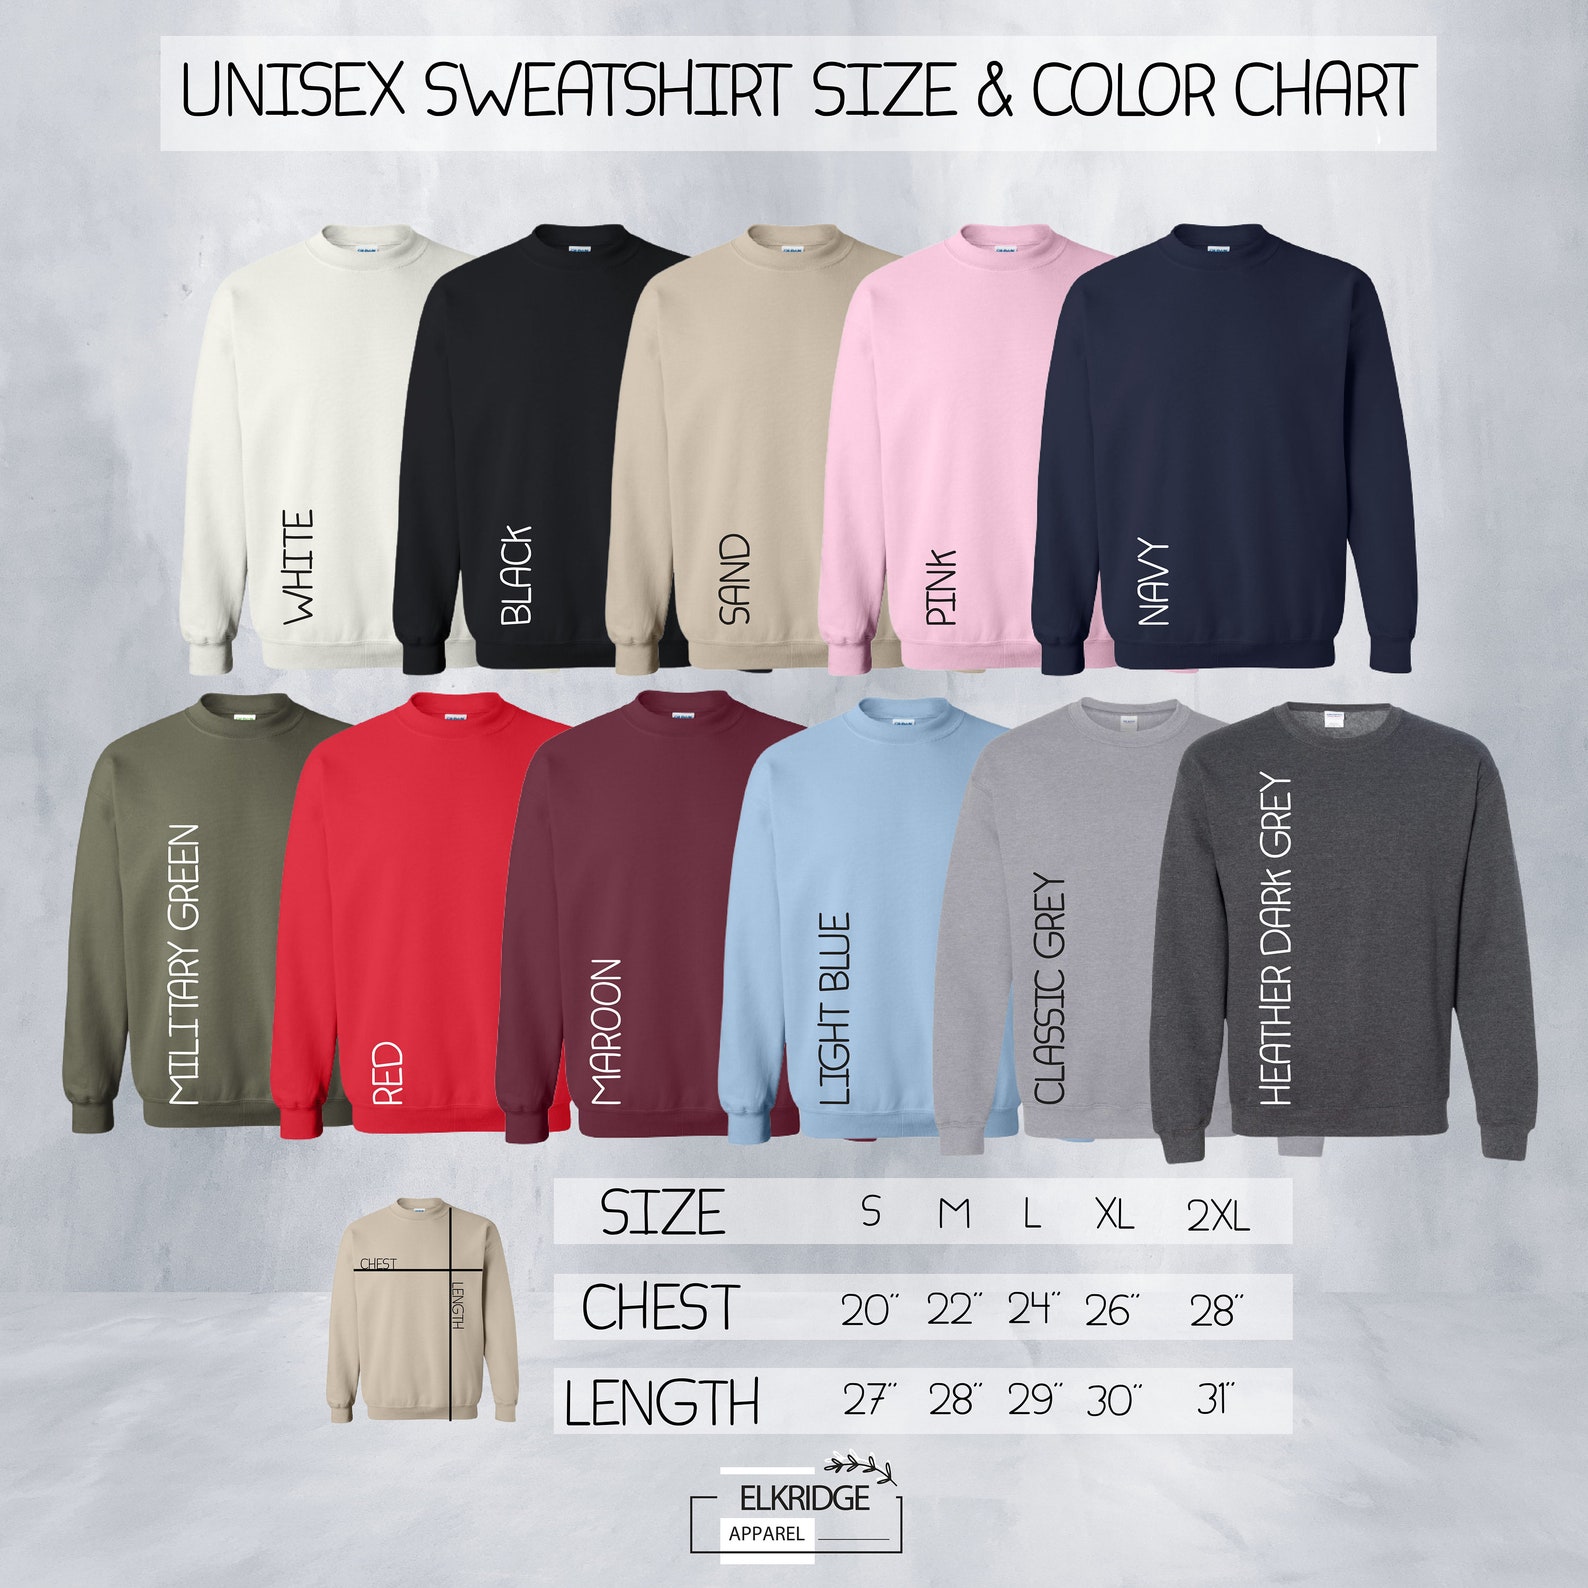 UNISEX SWEATSHIRT SIZE & COLOR CHART
WHITE
BLACK
SAND
PINK
NAVY
MILITARY GREEN
RED
MAROON
LIGHT BLUE
CLASSIC GREY
HEATHER DARK GREY
CHEST
LENGTH
SIZE S M L XL 2XL
CHEST 20" 22" 24" 26" 28"
LENGTH 27" 28" 29" 30" 31"
ELKRIDGE
APPAREL